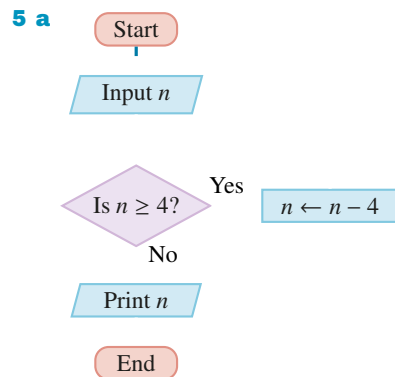 5 a
Start
Input n
Is n ≥ 4?
Yes
n ← n − 4
No
Print n
End